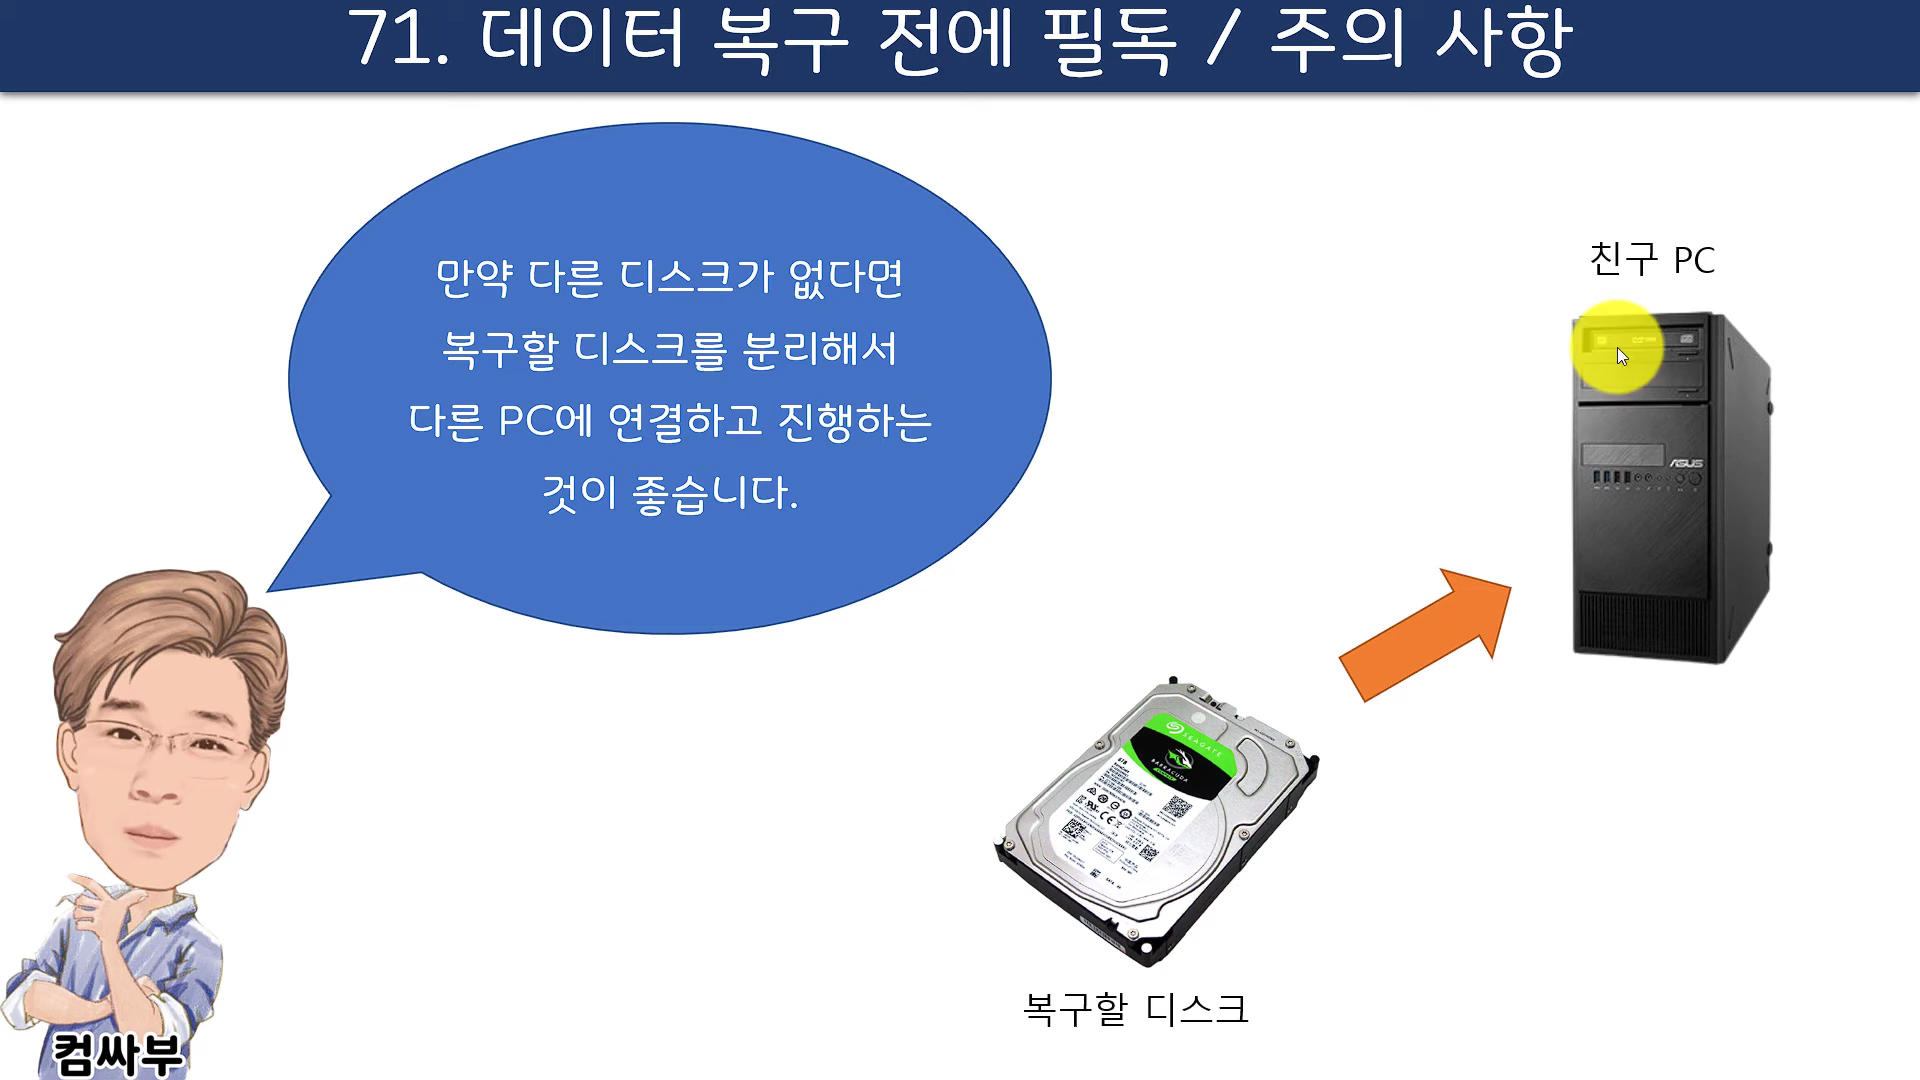 71. 데이터 복구 전에 필독 / 주의 사항
만약 다른 디스크가 없다면
복구할 디스크를 분리해서
다른 PC에 연결하고 진행하는
것이 좋습니다.
친구 PC
ASUS
SEAGATE
BARRACUDA
복구할 디스크
컴싸부